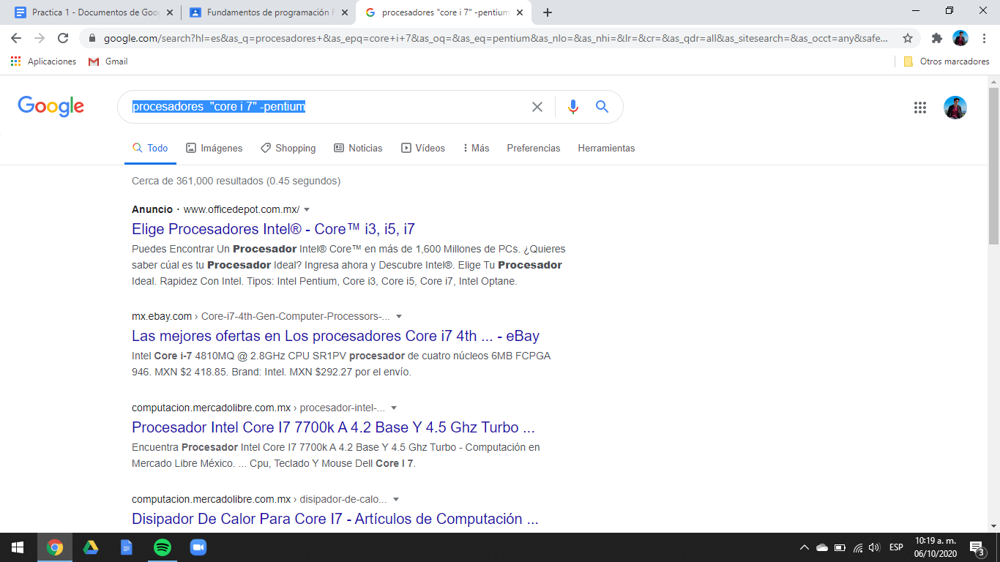 Practica 1 - Documentos de Goo
Fundamentos de programación F
procesadores "core i 7" -pentium
google.com/search?hl=es&as_q=procesadores+&as_epq=core+i+7&as_oq=&as_eq=pentium&as_nlo=&as_nhi=&lr=&cr=&as_qdr=all&as_sitesearch=&as_occt=any&safe...
Aplicaciones
Gmail
Otros marcadores
Google
procesadores  "core i 7" -pentium
Todo
Imágenes
Shopping
Noticias
Vídeos
Más
Preferencias
Herramientas
Cerca de 361,000 resultados (0.45 segundos)
Anuncio · www.officedepot.com.mx/
Elige Procesadores Intel® - Core™ i3, i5, i7
Puedes Encontrar Un Procesador Intel® Core™ en más de 1,600 Millones de PCs. ¿Quieres
saber cúal es tu Procesador Ideal? Ingresa ahora y Descubre Intel®. Elige Tu Procesador
Ideal. Rapidez Con Intel. Tipos: Intel Pentium, Core i3, Core i5, Core i7, Intel Optane.
mx.ebay.com › Core-i7-4th-Gen-Computer-Processors-...
Las mejores ofertas en Los procesadores Core i7 4th ... - eBay
Intel Core i-7 4810MQ @ 2.8GHz CPU SR1PV procesador de cuatro núcleos 6MB FCPGA
946. MXN $2 418.85. Brand: Intel. MXN $292.27 por el envío.
computacion.mercadolibre.com.mx › procesador-intel-...
Procesador Intel Core I7 7700k A 4.2 Base Y 4.5 Ghz Turbo ...
Encuentra Procesador Intel Core I7 7700k A 4.2 Base Y 4.5 Ghz Turbo - Computación en
Mercado Libre México. ... Cpu, Teclado Y Mouse Dell Core I 7.
computacion.mercadolibre.com.mx › disipador-de-calo...
Disipador De Calor Para Core I7 - Artículos de Computación ...
ESP
10:19 a. m.
06/10/2020
3